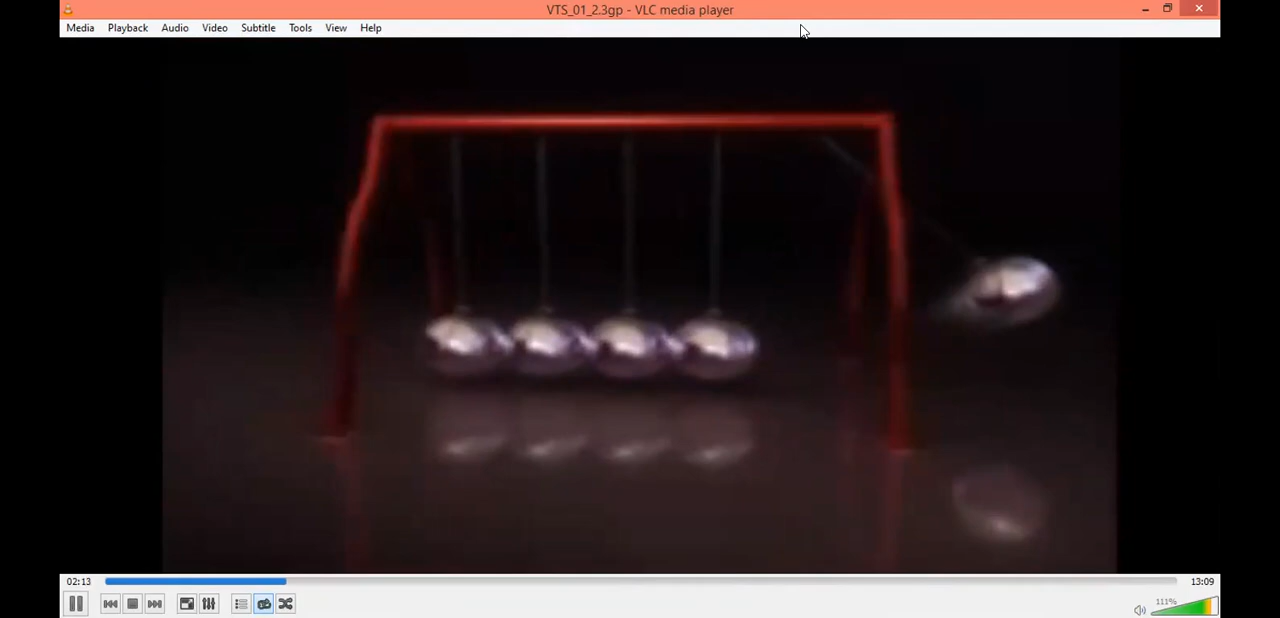 VTS_01_2.3gp - VLC media player
Media Playback Audio Video Subtitle Tools View Help
02:13 13:09
111%